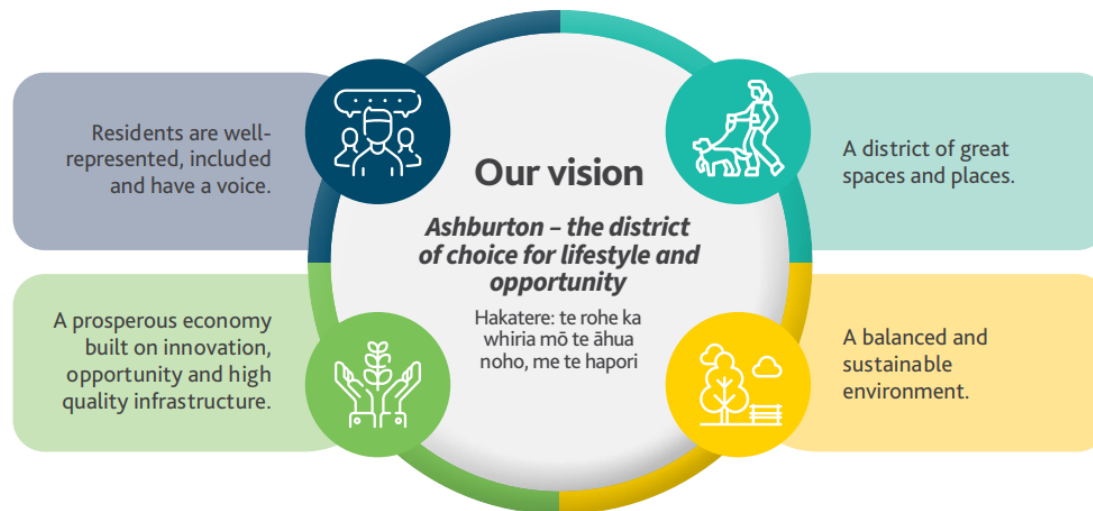 Residents are well-
represented, included
and have a voice.
A prosperous economy
built on innovation,
opportunity and high
quality infrastructure.
Our vision
Ashburton – the district
of choice for lifestyle and
opportunity
Hakatere: te rohe ka
whiria mō te āhua
noho, me te hapori
A district of great
spaces and places.
A balanced and
sustainable
environment.